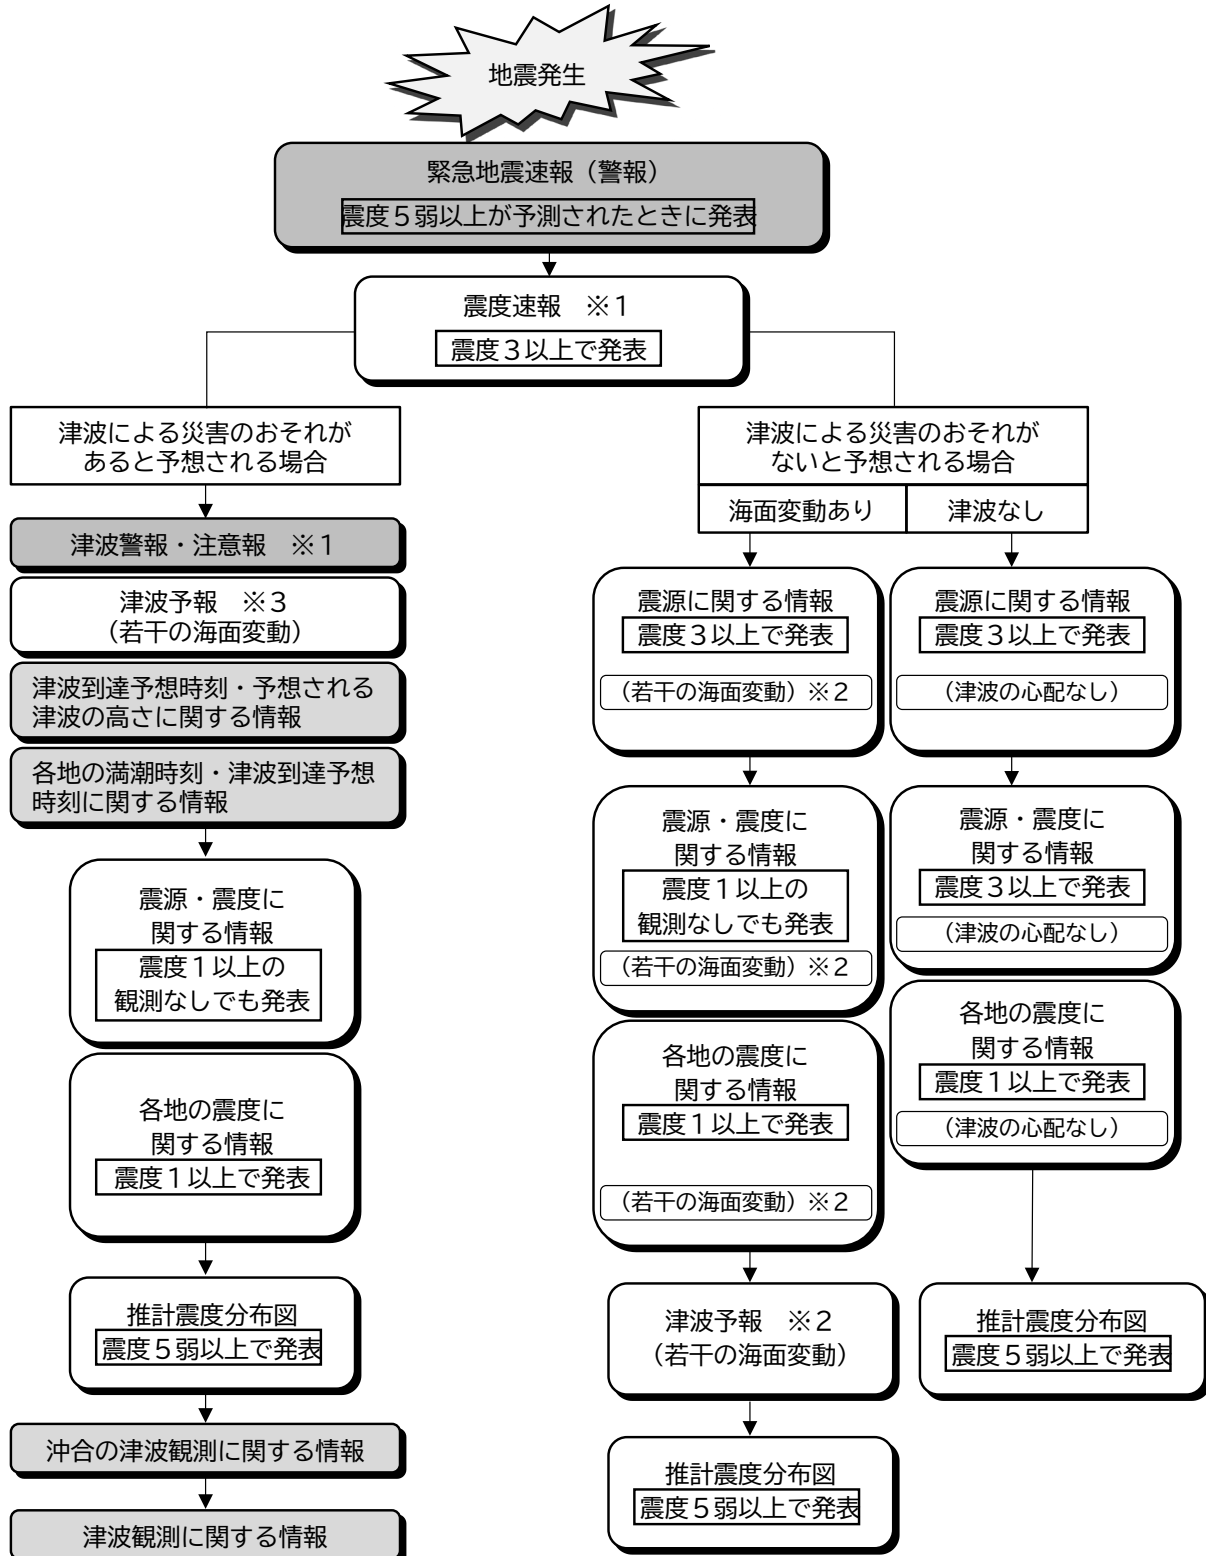 地震発生
緊急地震速報（警報）
震度５弱以上が予測されたときに発表
震度速報　※１
震度３以上で発表
津波による災害のおそれが
あると予想される場合
津波警報・注意報　※１
津波予報　※３
（若干の海面変動）
津波到達予想時刻・予想される
津波の高さに関する情報
各地の満潮時刻・津波到達予想
時刻に関する情報
震源・震度に
関する情報
震度１以上の
観測なしでも発表
各地の震度に
関する情報
震度１以上で発表
推計震度分布図
震度５弱以上で発表
沖合の津波観測に関する情報
津波観測に関する情報
津波による災害のおそれが
ないと予想される場合
海面変動あり
津波なし
震源に関する情報
震度３以上で発表
（若干の海面変動）※２
震源・震度に
関する情報
震度１以上の
観測なしでも発表
（若干の海面変動）※２
各地の震度に
関する情報
震度１以上で発表
（若干の海面変動）※２
津波予報　※２
（若干の海面変動）
推計震度分布図
震度５弱以上で発表
震源に関する情報
震度３以上で発表
（津波の心配なし）
震源・震度に
関する情報
震度３以上で発表
（津波の心配なし）
各地の震度に
関する情報
震度１以上で発表
（津波の心配なし）
推計震度分布図
震度５弱以上で発表